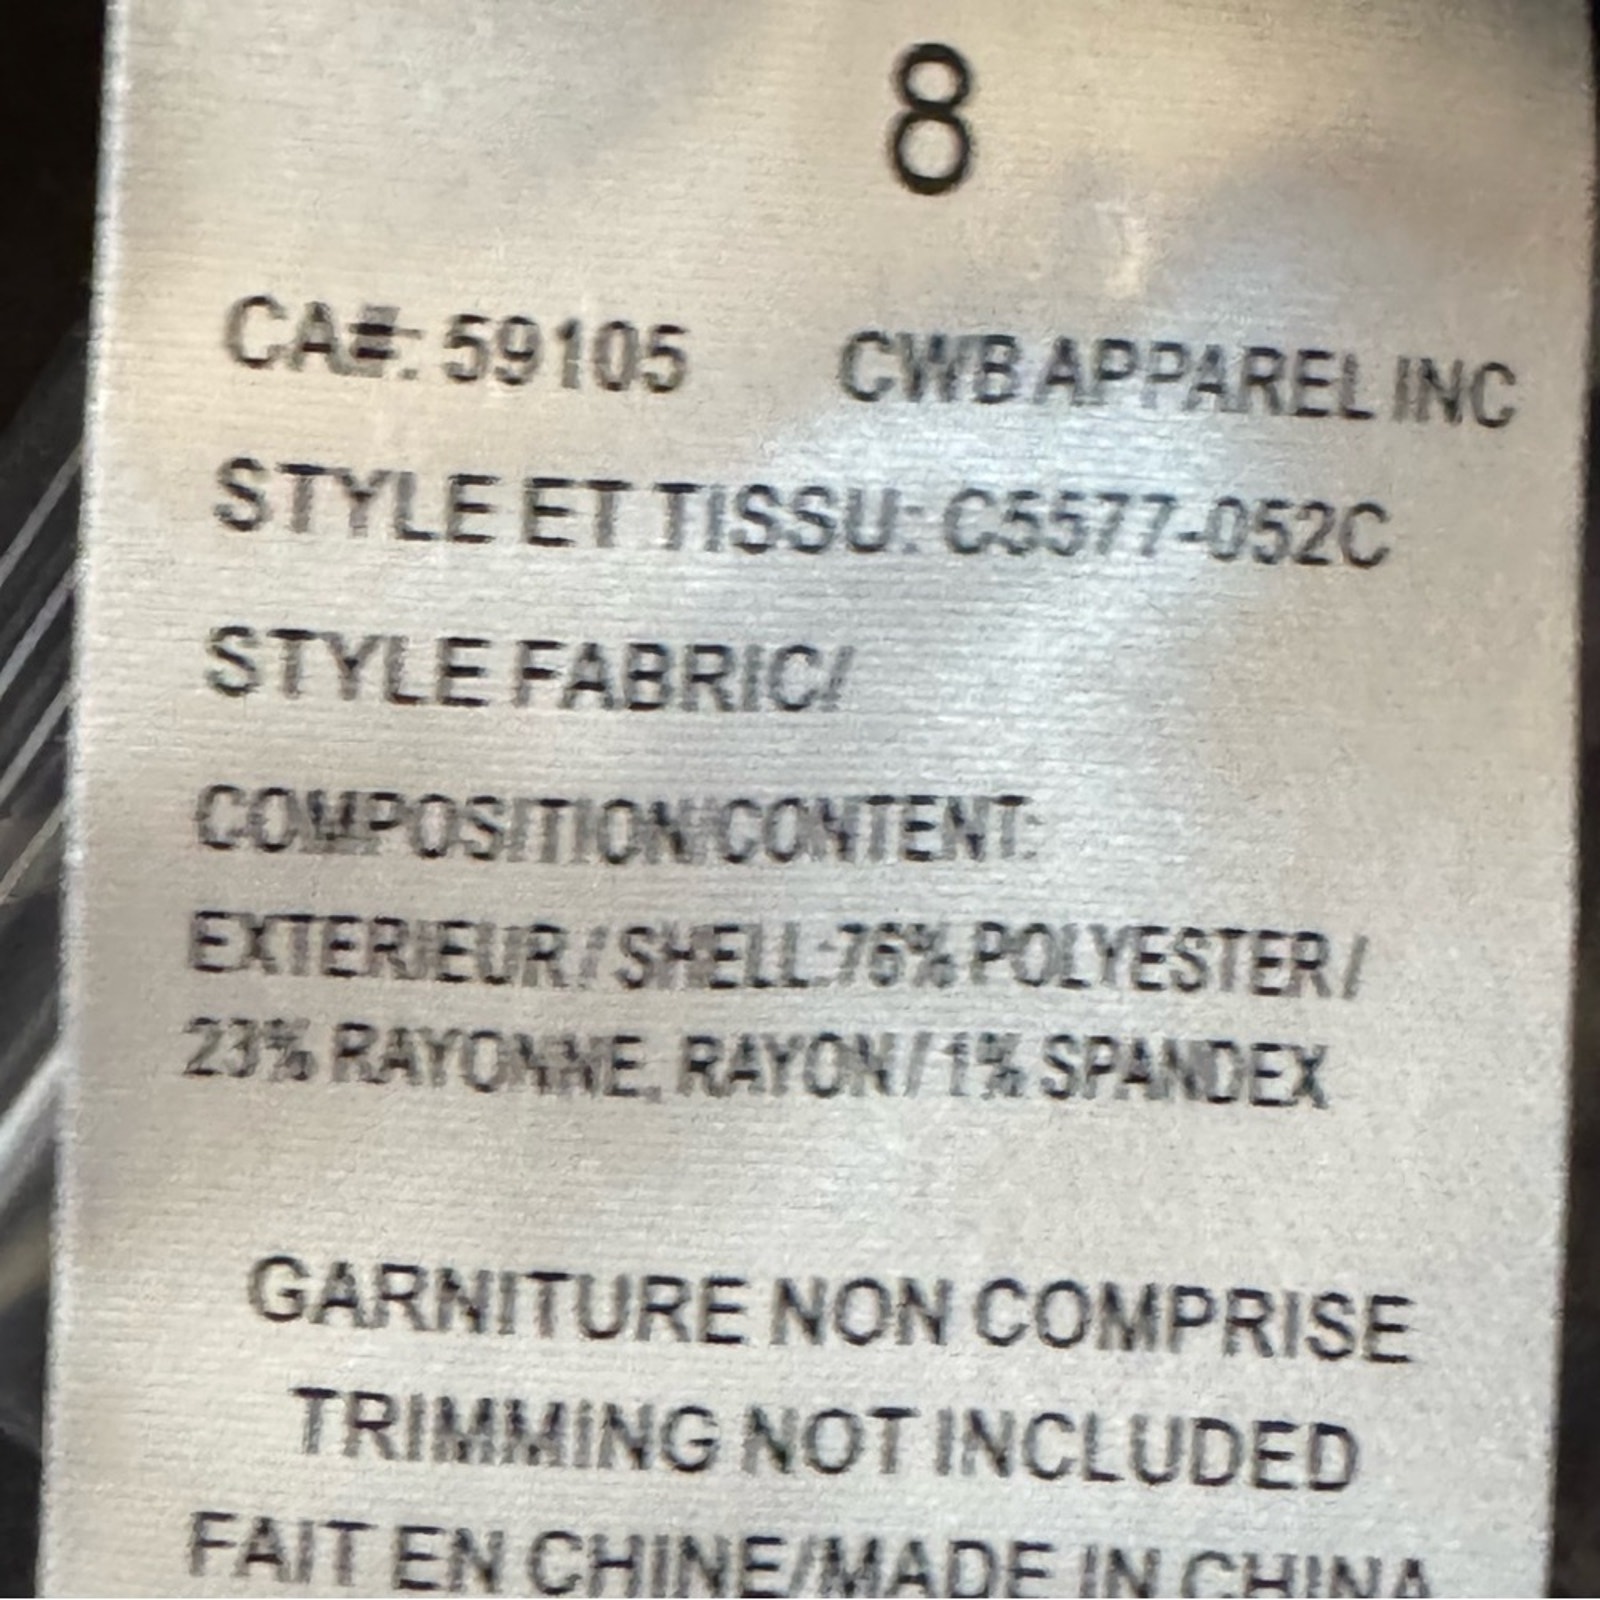 8
CA#: 59105 CWB APPAREL INC
STYLE ET TISSU: C5577-052C
STYLE FABRIC/
COMPOSITION/CONTENT:
EXTERIEUR / SHELL:76% POLYESTER /
23% RAYONNE, RAYON / 1% SPANDEX
GARNITURE NON COMPRISE
TRIMMING NOT INCLUDED
FAIT EN CHINE/MADE IN CHINA